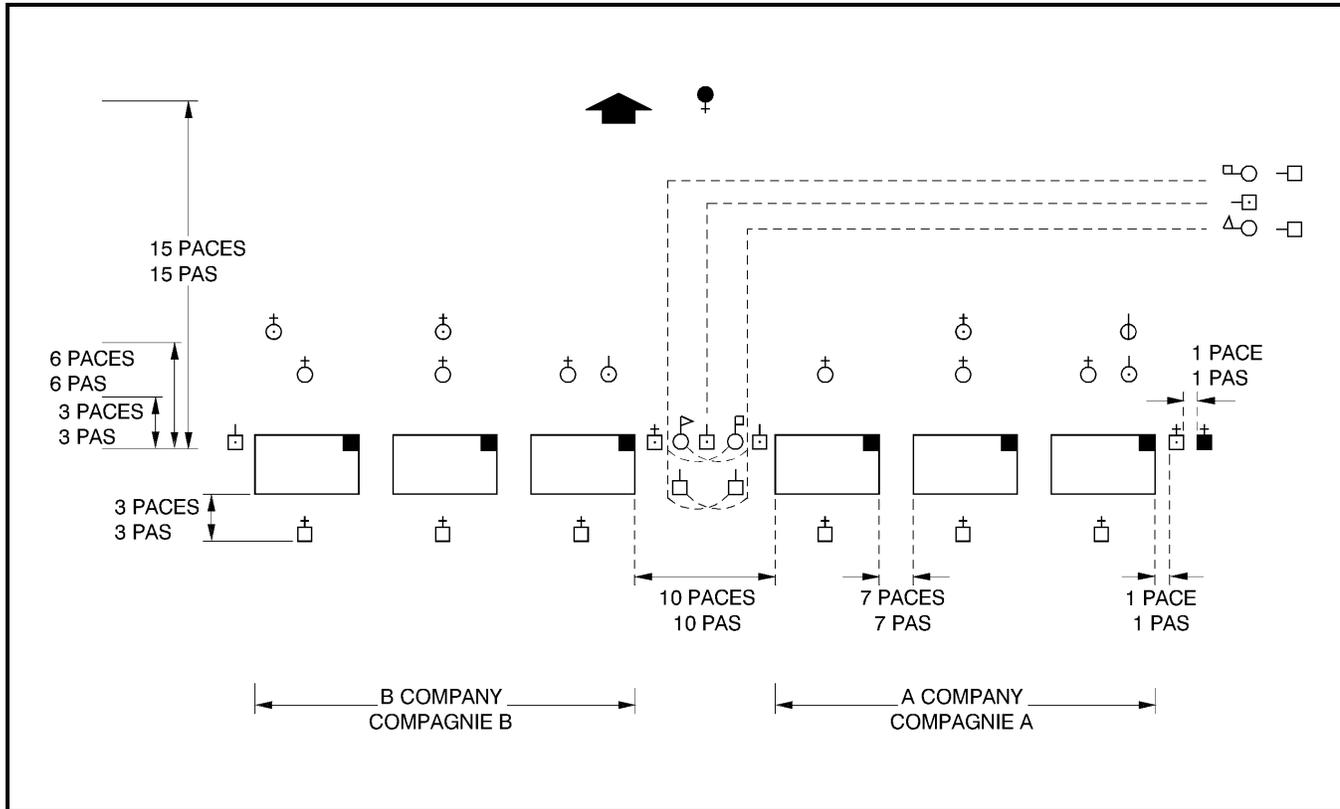 15 PACES
15 PAS
6 PACES
6 PAS
3 PACES
3 PAS
1 PACE
1 PAS
3 PACES
3 PAS
10 PACES
10 PAS
7 PACES
7 PAS
1 PACE
1 PAS
B COMPANY
COMPAGNIE B
A COMPANY
COMPAGNIE A